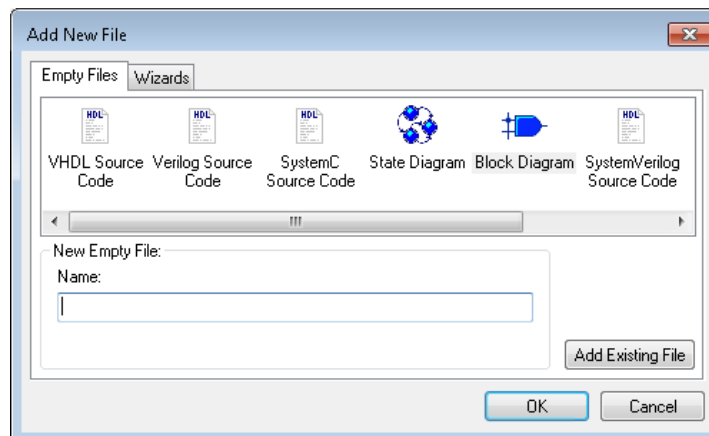 Add New File
Empty Files Wizards
HDL HDL HDL HDL
VHDL Source Code
Verilog Source Code
SystemC Source Code
State Diagram
Block Diagram
SystemVerilog Source Code
New Empty File:
Name:
Add Existing File
OK Cancel